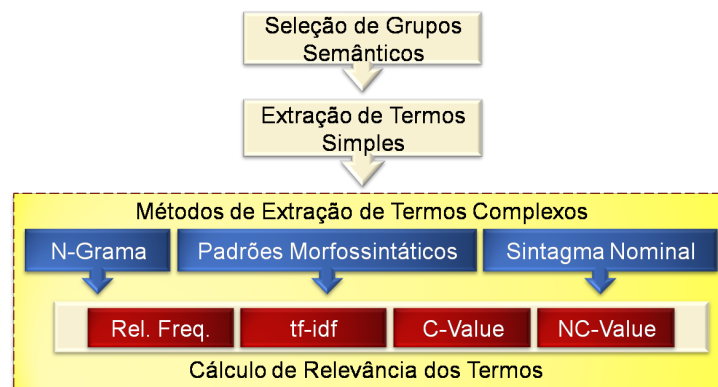 Seleção de Grupos
Semânticos
Extração de Termos
Simples
Métodos de Extração de Termos Complexos
N-Grama
Padrões Morfossintáticos
Sintagma Nominal
Rel. Freq.
tf-idf
C-Value
NC-Value
Cálculo de Relevância dos Termos